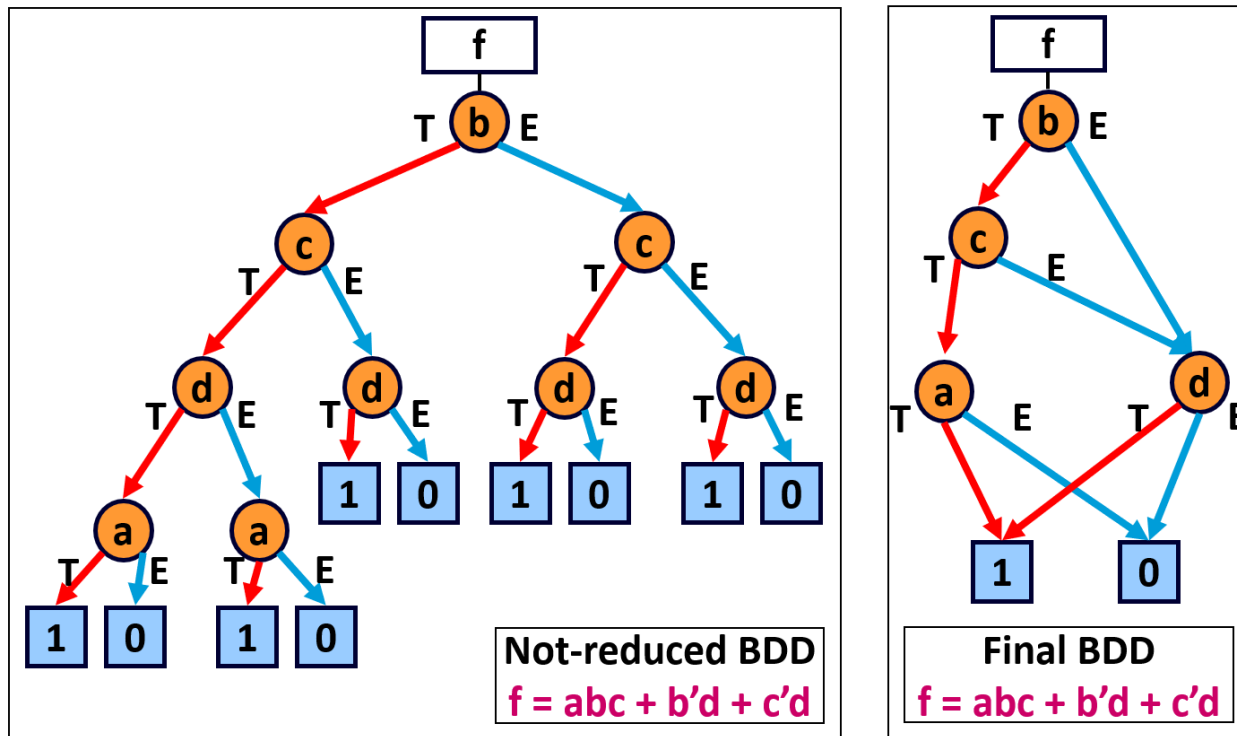 f
T b E
c c
T E T E
d d d d
T E T E T E T E
1 0 1 0 1 0
a a
T E T E
1 0 1 0
Not-reduced BDD
f = abc + b’d + c’d
f
T b E
c
T E
a d
T E T E
1 0
Final BDD
f = abc + b’d + c’d